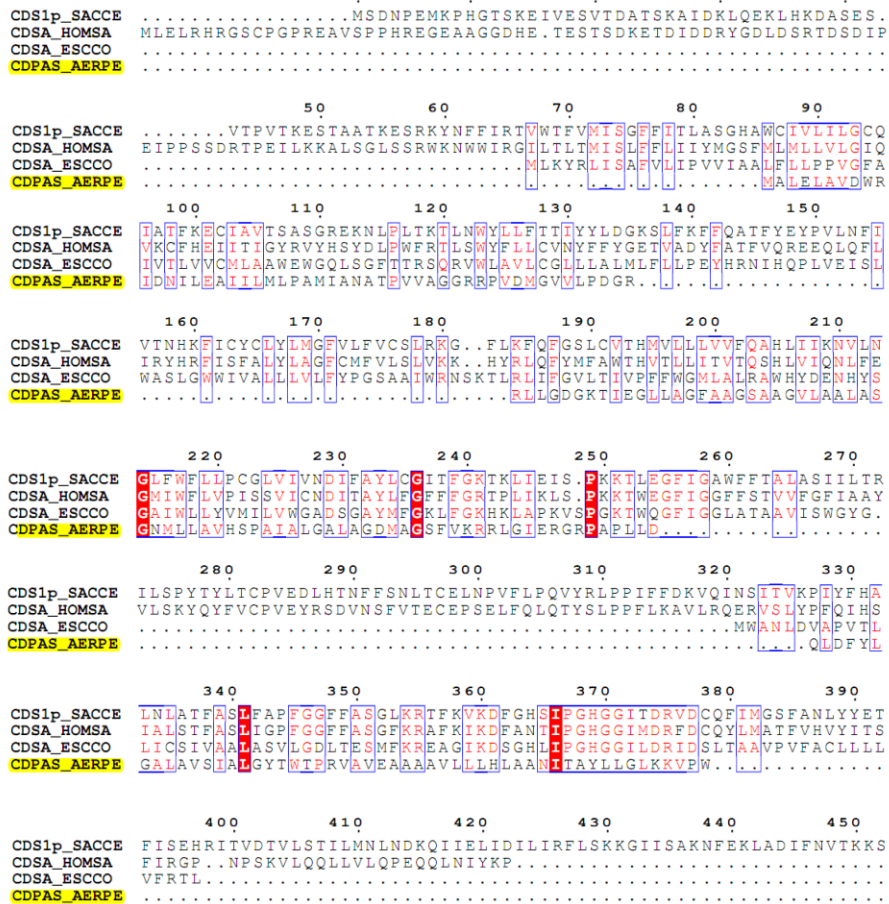 CDS1p_SACCE ..................MSDNPEMKPHGTSKEIVESVTDATSKAIDKLQEKLHKDASES.
CDSA_HOMSA MLELRHRGSCPGPREAVSPPHREGEAAGGDHE.TESTSDKETDIDDRYGDLDSRTDSDIP
CDSA_ESCCO ............................................................
CDPAS_AERPE ............................................................
50 60 70 80 90
CDS1p_SACCE .......VTPVTKESTAATKESRKYNFFIRTVWTFVMISGFFITLASGHAWCIVLILGCQ
CDSA_HOMSA EIPPSSDRTPEILKKALSGLSSRWKNWWIRGILTLTMISLFFLIIYMGSFMLMLLVLGIQ
CDSA_ESCCO ...............................MLKYRLISAFVLIPVVIAALFLLPPVGFA
CDPAS_AERPE ..................................................MALELAVDWR
100 110 120 130 140 150
CDS1p_SACCE IATFKECIAVTSASGREKNLPLTKTLNWYLLFTTIYYLDGKSLFKFFQATFYEYPVLNFI
CDSA_HOMSA VKCFHEIITIGYRVYHSYDLPWFRTLSWYFLLCVNYFFYGETVADYFATFVQREEQLQFL
CDSA_ESCCO IVTLVVCMLAAWEWGQLSGFTTRSQRVWLAVLCGLLLALMLFLLPEYHRNIHQPLVEISL
CDPAS_AERPE IDNILEAIILMLPAMIANATPVVAGGRRPVDMGVVLPDGR....................
160 170 180 190 200 210
CDS1p_SACCE VTNHKFICYCLYLMGFVLFVCSLRKG..FLKFQFGSLCVTHMVLLLVVFQAHLIIKNVLN
CDSA_HOMSA IRYHRFISFALYLAGFCMFVLSLVKK..HYRLQFYMFAWTHVTLLITVTQSHLVIQNLFE
CDSA_ESCCO WASLGWWIVALLLVLFYPGSAAIWRNSKTLRLIFGVLTIVPFFWGMLALRAWHYDENHYS
CDPAS_AERPE ..............................RLLGDGKTIEGLLAGFAAGSAAGVLAALAS
220 230 240 250 260 270
CDS1p_SACCE GLFWFLLPCGLVIVNDIFAYLCGITFGKTKLIEIS.PKKTLEGFIGAWFFTALASIILTR
CDSA_HOMSA GMIWFLVPISSVICNDITAYLFGFFFGRTPLIKLS.PKKTWEGFIGGFFSTVVFGFIAAY
CDSA_ESCCO GAIWLLYVMILVWGADSGAYMFGKLFGKHKLAPKVSPGKTWQGFIGGLATAAVISWGYG.
CDPAS_AERPE GNMLLAVHSPAIALGALAGDMAGSFVKRRLGIERGRPAPLLD..................
280 290 300 310 320 330
CDS1p_SACCE ILSPYTYLTCPVEDLHTNFFSNLTCELNPVFLPQVYRLPPIFFDKVQINSITVKPIYFHA
CDSA_HOMSA VLSKYQYFVCPVEYRSDVNSFVTECEPSELFQLQTYSLPPFLKAVLRQERVSLYPFQIHS
CDSA_ESCCO ................................................MWANLDVAPVTL
CDPAS_AERPE ......................................................QLDFYL
340 350 360 370 380 390
CDS1p_SACCE LNLATFASLFAPFGGFFASGLKRTFKVKDFGHSIPGHGGITDRVDCQFIMGSFANLYYET
CDSA_HOMSA IALSTFASLIGPFGGFFASGFKRAFKIKDFANTIPGHGGIMDRFDCQYLMATFVHVYITS
CDSA_ESCCO LICSIVAALASVLGDLTESMFKREAGIKDSGHLIPGHGGILDRIDSLTAAVPVFACLLLL
CDPAS_AERPE GALAVSIALGYTWTPRVAVEAAAAVLLLHLAANITAYLLGLKKVPW..............
400 410 420 430 440 450
CDS1p_SACCE FISEHRITVDTVLSTILMNLNDKQIIELIDILIRFLSKKGIISAKNFEKLADIFNVTKKS
CDSA_HOMSA FIRGP..NPSKVLQQLLVLQPEQQLNIYKP..............................
CDSA_ESCCO VFRTL.......................................................
CDPAS_AERPE ............................................................